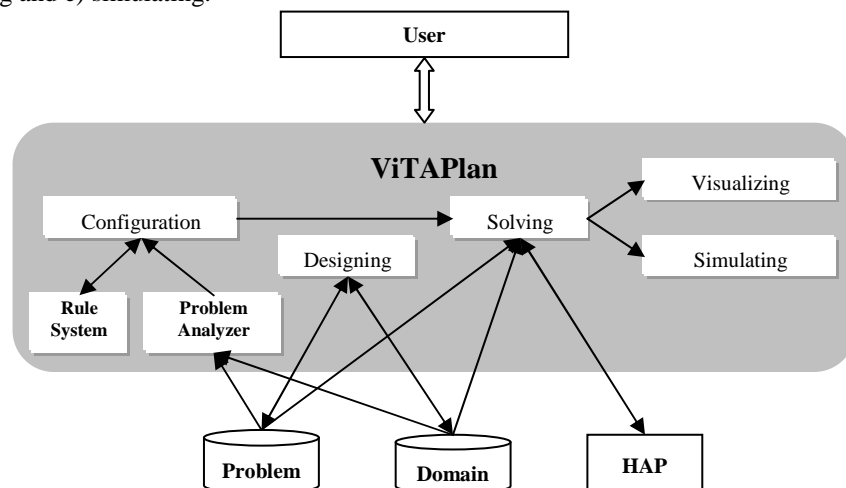 g and e) simulating.
User
ViTAPlan
Visualizing
Configuration
Solving
Designing
Simulating
Rule
System
Problem
Analyzer
Problem
Domain
HAP